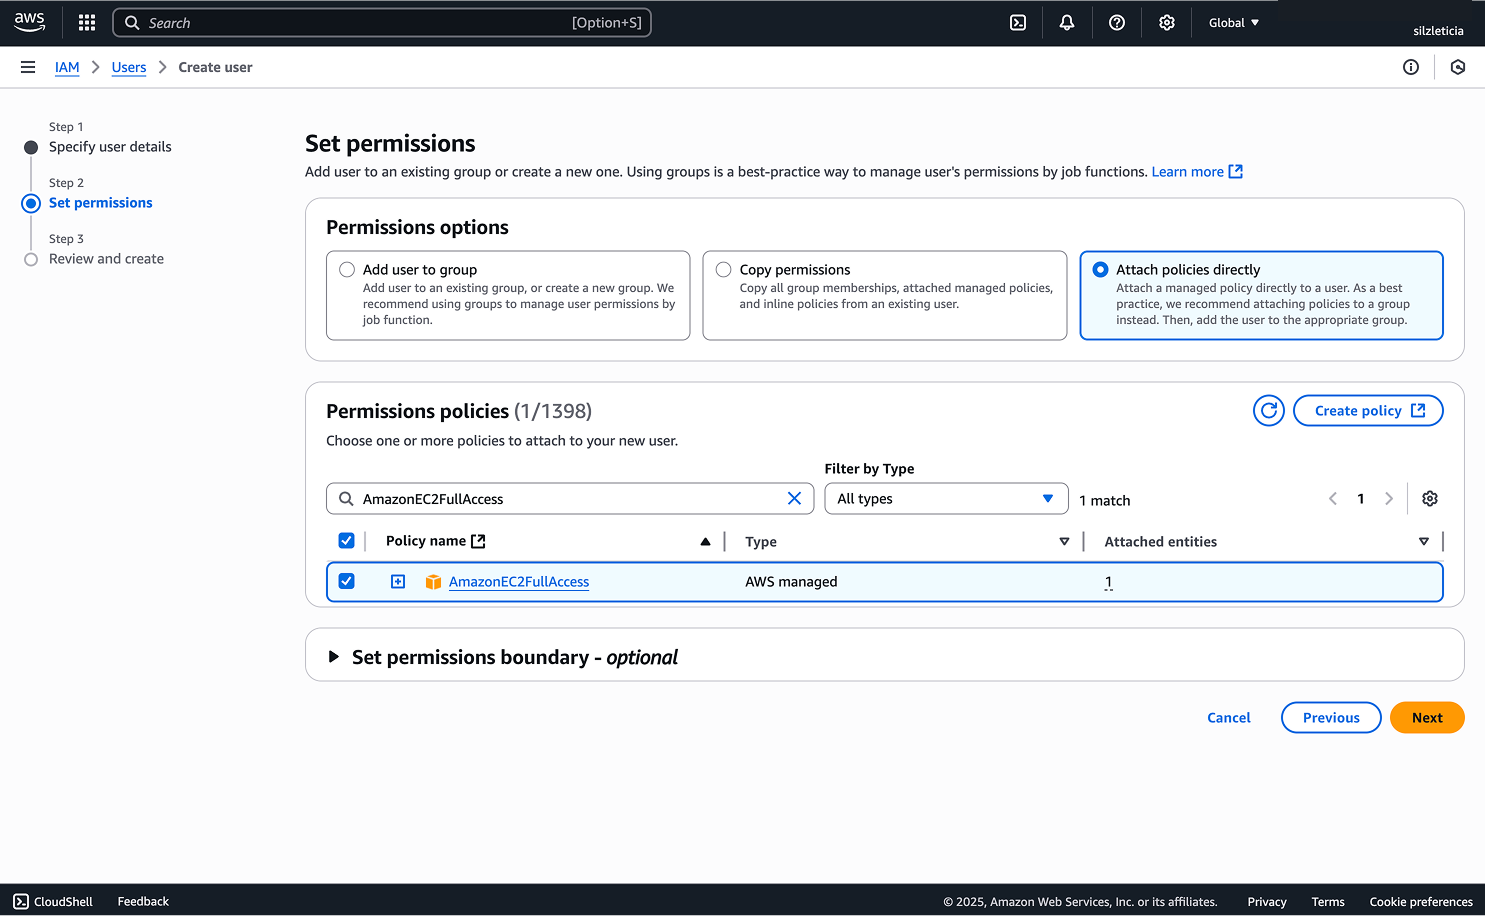 aws
Search [Option+S]
Global
silzleticia
IAM Users Create user
Step 1
Specify user details
Step 2
Set permissions
Step 3
Review and create
Set permissions
Add user to an existing group or create a new one. Using groups is a best-practice way to manage user's permissions by job functions. Learn more
Permissions options
Add user to group
Add user to an existing group, or create a new group. We
recommend using groups to manage user permissions by
job function.
Copy permissions
Copy all group memberships, attached managed policies,
and inline policies from an existing user.
Attach policies directly
Attach a managed policy directly to a user. As a best
practice, we recommend attaching policies to a group
instead. Then, add the user to the appropriate group.
Permissions policies (1/1398)
Create policy
Choose one or more policies to attach to your new user.
Filter by Type
AmazonEC2FullAccess
All types
1 match
1
Policy name Type Attached entities
AmazonEC2FullAccess AWS managed 1
Set permissions boundary - optional
Cancel Previous Next
CloudShell Feedback © 2025, Amazon Web Services, Inc. or its affiliates. Privacy Terms Cookie preferences